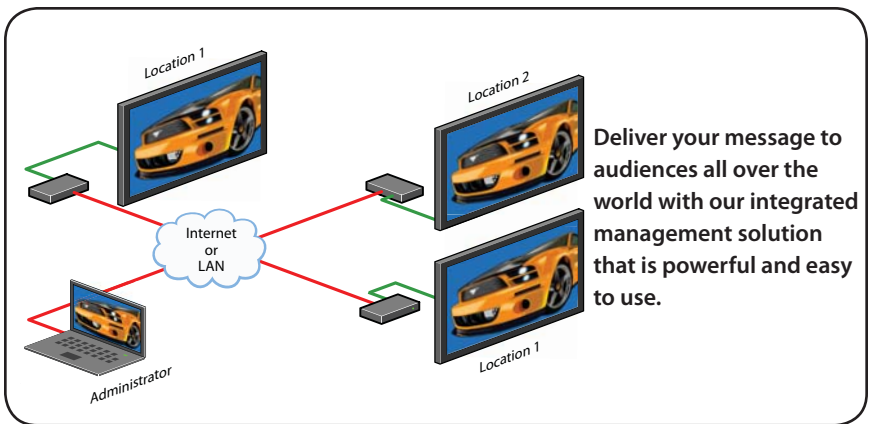 Location 1
Location 2
Deliver your message to
audiences all over the
world with our integrated
management solution
that is powerful and easy
to use.
Internet
or
LAN
Location 1
Administrator